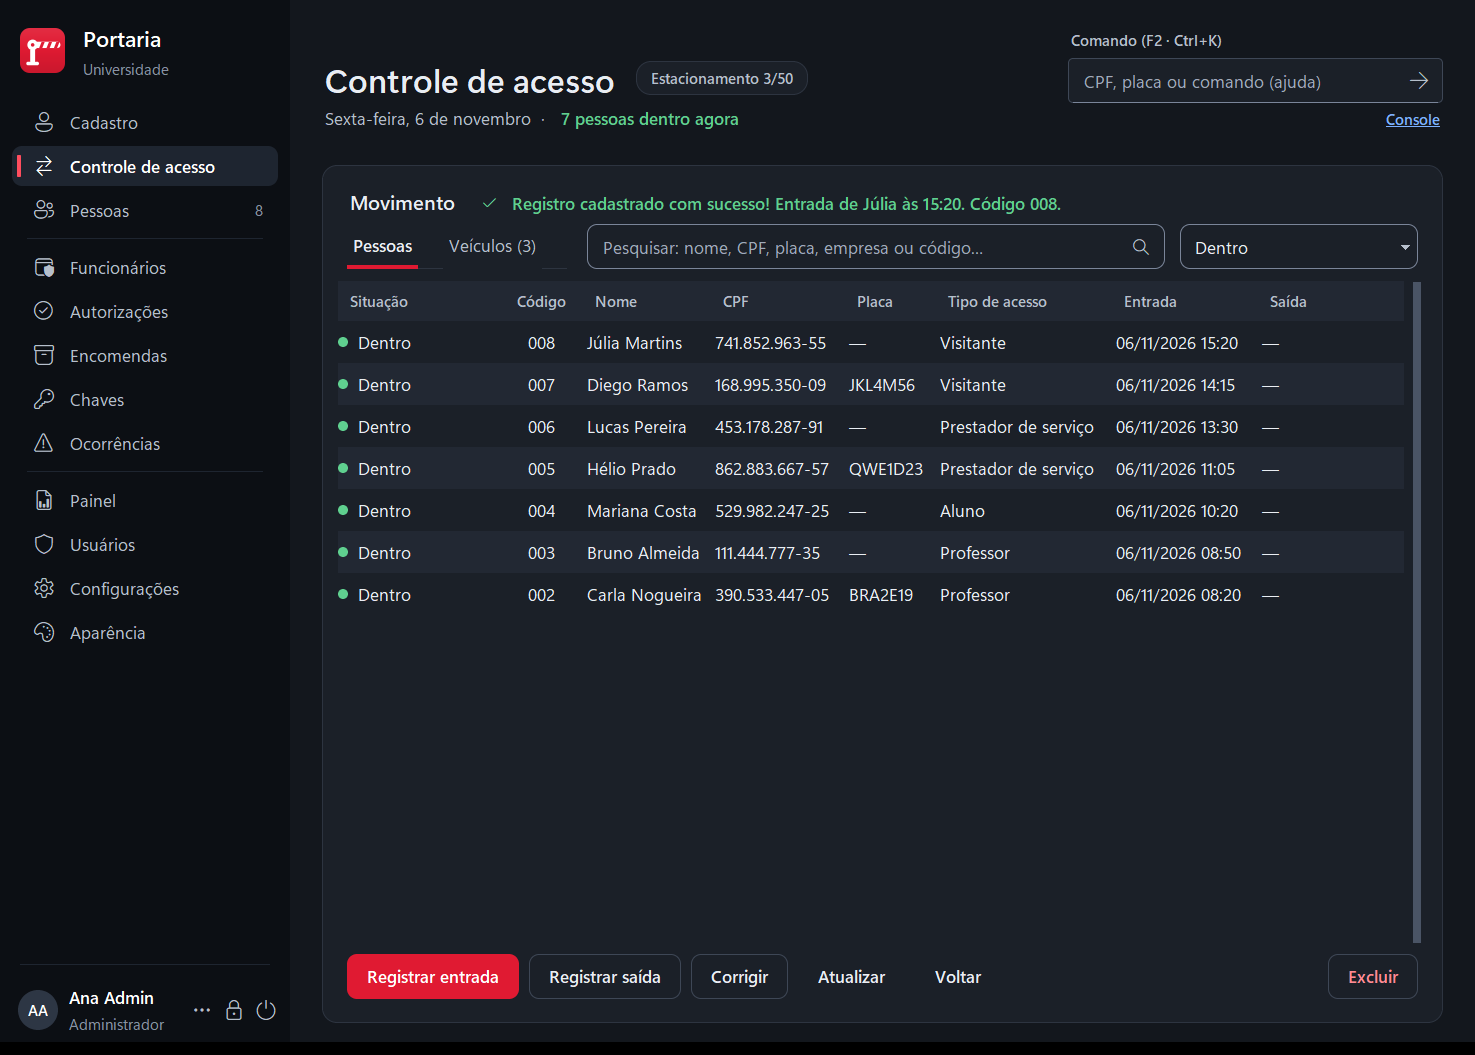 Portaria
Universidade
Cadastro
Controle de acesso
Pessoas 8
Funcionários
Autorizações
Encomendas
Chaves
Ocorrências
Painel
Usuários
Configurações
Aparência
AA
Ana Admin
Administrador
Controle de acesso
Estacionamento 3/50
Sexta-feira, 6 de novembro · 7 pessoas dentro agora
Comando (F2 · Ctrl+K)
CPF, placa ou comando (ajuda)
Console
Movimento
Registro cadastrado com sucesso! Entrada de Júlia às 15:20. Código 008.
Pessoas Veículos (3)
Pesquisar: nome, CPF, placa, empresa ou código...
Dentro
Situação Código Nome CPF Placa Tipo de acesso Entrada Saída
Dentro 008 Júlia Martins 741.852.963-55 — Visitante 06/11/2026 15:20 —
Dentro 007 Diego Ramos 168.995.350-09 JKL4M56 Visitante 06/11/2026 14:15 —
Dentro 006 Lucas Pereira 453.178.287-91 — Prestador de serviço 06/11/2026 13:30 —
Dentro 005 Hélio Prado 862.883.667-57 QWE1D23 Prestador de serviço 06/11/2026 11:05 —
Dentro 004 Mariana Costa 529.982.247-25 — Aluno 06/11/2026 10:20 —
Dentro 003 Bruno Almeida 111.444.777-35 — Professor 06/11/2026 08:50 —
Dentro 002 Carla Nogueira 390.533.447-05 BRA2E19 Professor 06/11/2026 08:20 —
Registrar entrada Registrar saída Corrigir Atualizar Voltar Excluir